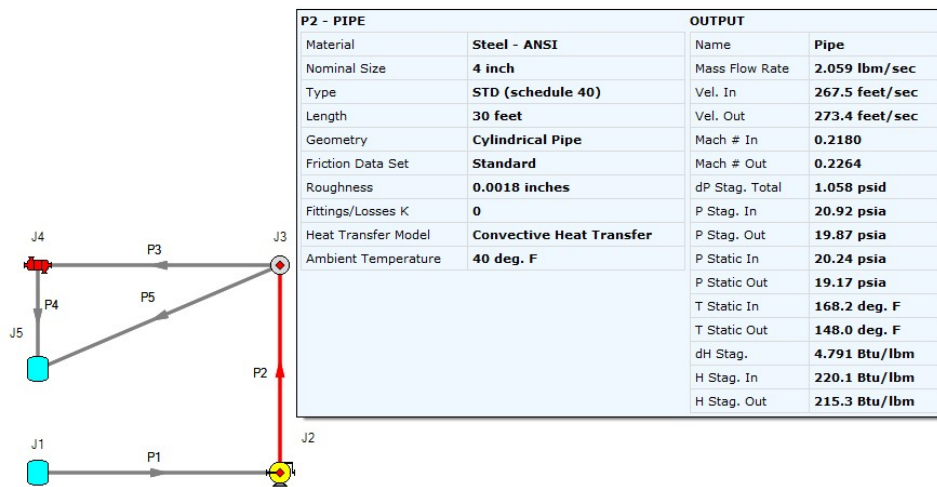 P2 - PIPE
Material Steel - ANSI
Nominal Size 4 inch
Type STD (schedule 40)
Length 30 feet
Geometry Cylindrical Pipe
Friction Data Set Standard
Roughness 0.0018 inches
Fittings/Losses K 0
Heat Transfer Model Convective Heat Transfer
Ambient Temperature 40 deg. F
OUTPUT
Name Pipe
Mass Flow Rate 2.059 lbm/sec
Vel. In 267.5 feet/sec
Vel. Out 273.4 feet/sec
Mach # In 0.2180
Mach # Out 0.2264
dP Stag. Total 1.058 psid
P Stag. In 20.92 psia
P Stag. Out 19.87 psia
P Static In 20.24 psia
P Static Out 19.17 psia
T Static In 168.2 deg. F
T Static Out 148.0 deg. F
dH Stag. 4.791 Btu/lbm
H Stag. In 220.1 Btu/lbm
H Stag. Out 215.3 Btu/lbm
J4
P3
J3
P4
P5
J5
P2
J1
P1
J2